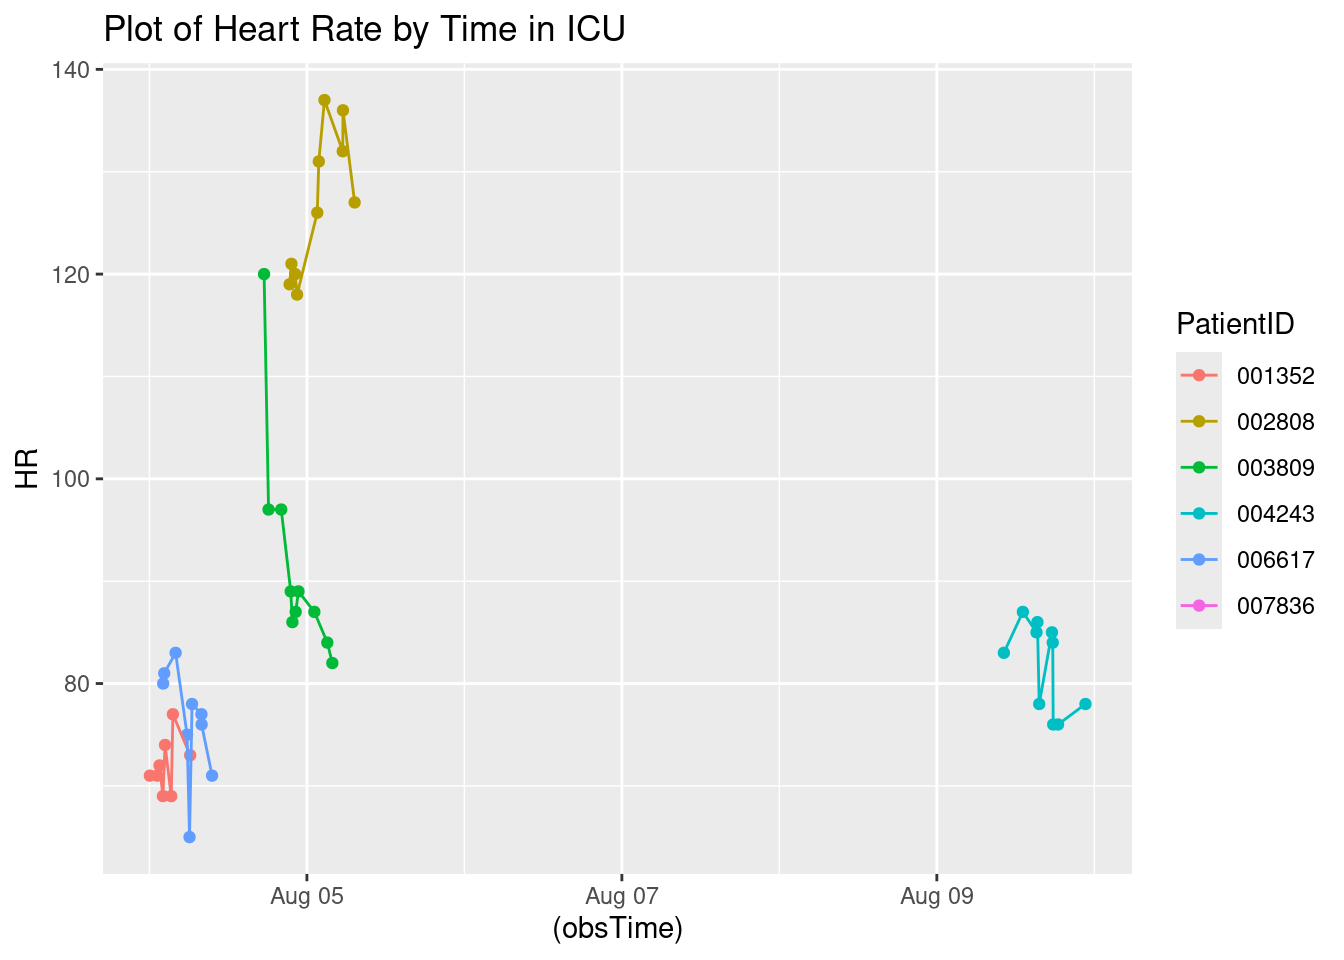 Plot of Heart Rate by Time in ICU
140
120
100
80
HR
Aug 05
Aug 07
Aug 09
(obsTime)
PatientID
001352
002808
003809
004243
006617
007836